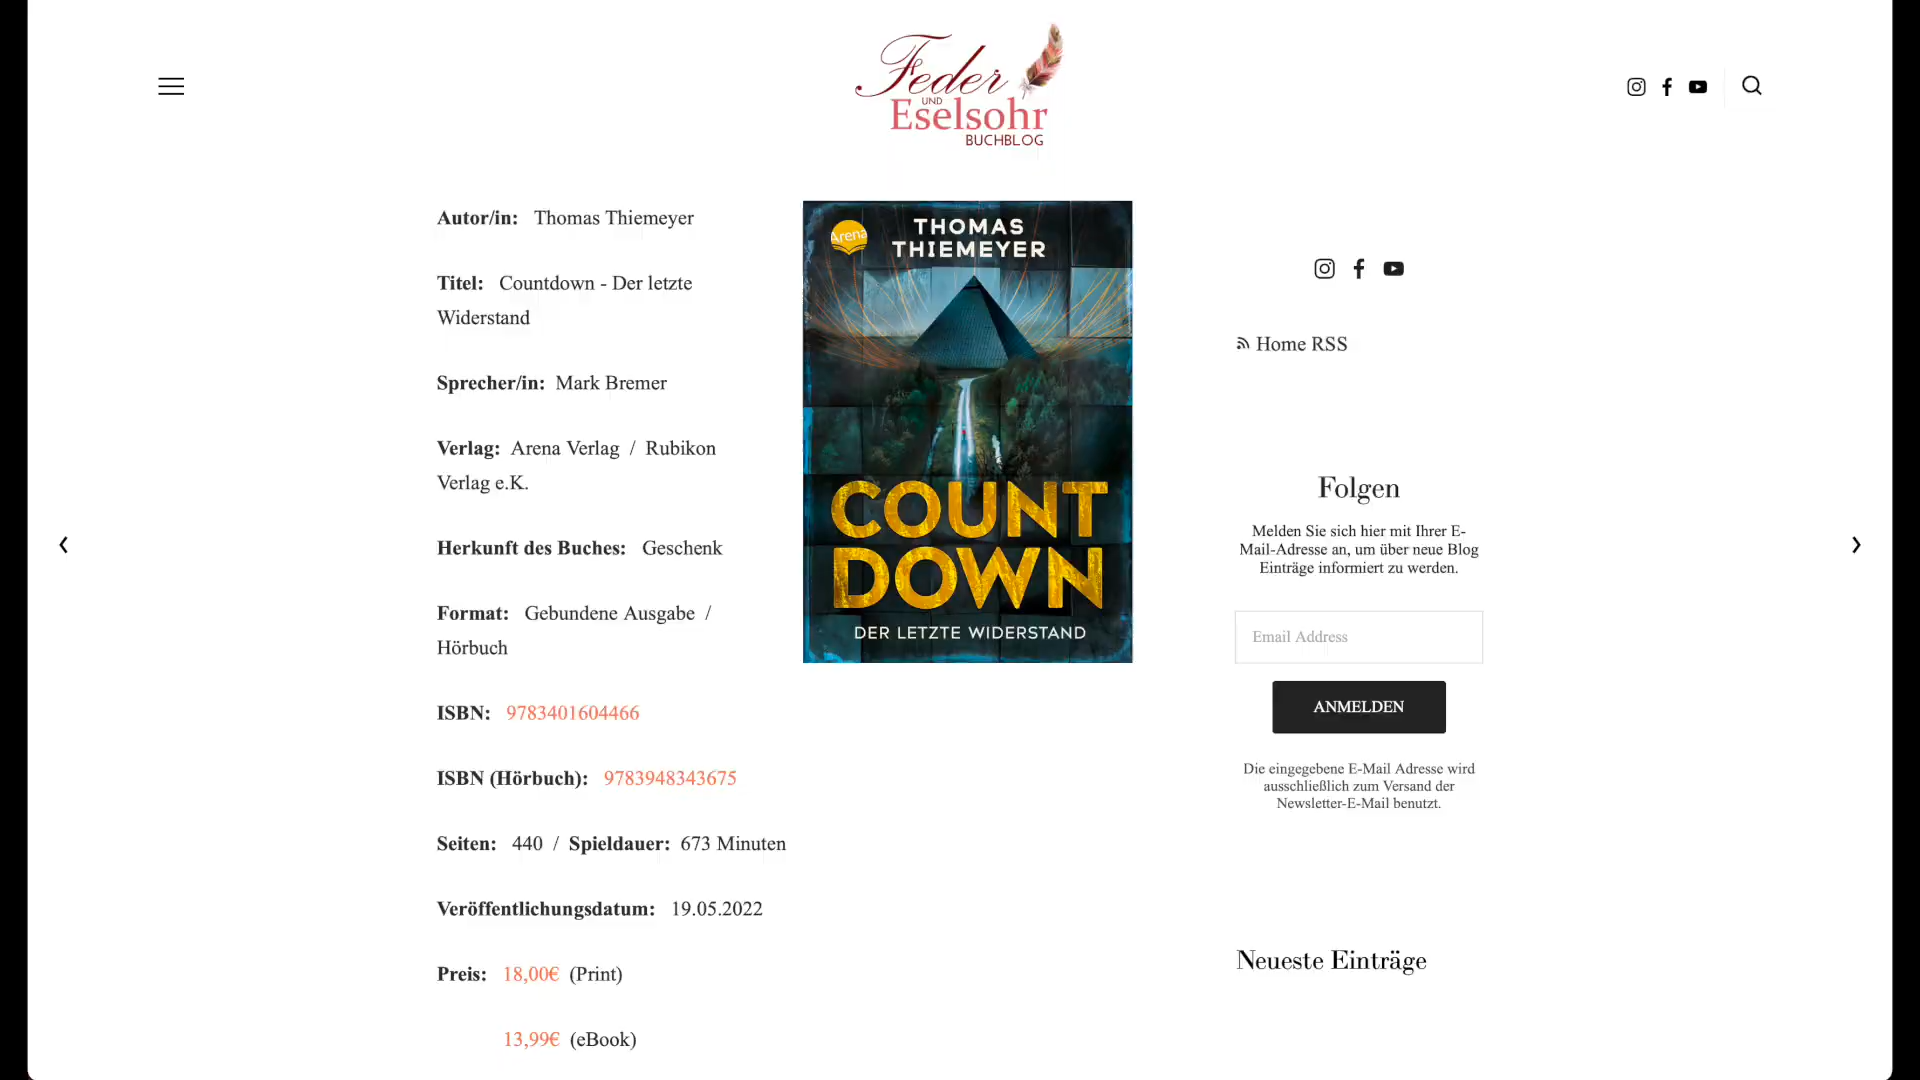 Feder
UND
Eselsohr
BUCHBLOG
Autor/in: Thomas Thiemeyer
Titel: Countdown - Der letzte
Widerstand
Sprecher/in: Mark Bremer
Verlag: Arena Verlag / Rubikon
Verlag e.K.
Herkunft des Buches: Geschenk
Format: Gebundene Ausgabe /
Hörbuch
ISBN: 9783401604466
ISBN (Hörbuch): 9783948343675
Seiten: 440 / Spieldauer: 673 Minuten
Veröffentlichungsdatum: 19.05.2022
Preis: 18,00€ (Print)
13,99€ (eBook)
Arena
THOMAS
THIEMEYER
COUNT
DOWN
DER LETZTE WIDERSTAND
Home RSS
Folgen
Melden Sie sich hier mit Ihrer E-
Mail-Adresse an, um über neue Blog
Einträge informiert zu werden.
Email Address
ANMELDEN
Die eingegebene E-Mail Adresse wird
ausschließlich zum Versand der
Newsletter-E-Mail benutzt.
Neueste Einträge